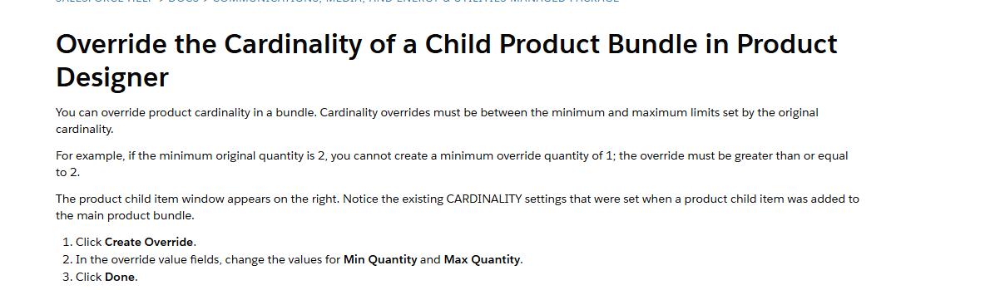 SALESFORCE HELP > DOCS > COMMUNICATIONS, MEDIA, AND ENERGY & UTILITIES MANAGED PACKAGE
Override the Cardinality of a Child Product Bundle in Product
Designer
You can override product cardinality in a bundle. Cardinality overrides must be between the minimum and maximum limits set by the original
cardinality.
For example, if the minimum original quantity is 2, you cannot create a minimum override quantity of 1; the override must be greater than or equal
to 2.
The product child item window appears on the right. Notice the existing CARDINALITY settings that were set when a product child item was added to
the main product bundle.
1. Click Create Override.
2. In the override value fields, change the values for Min Quantity and Max Quantity.
3. Click Done.